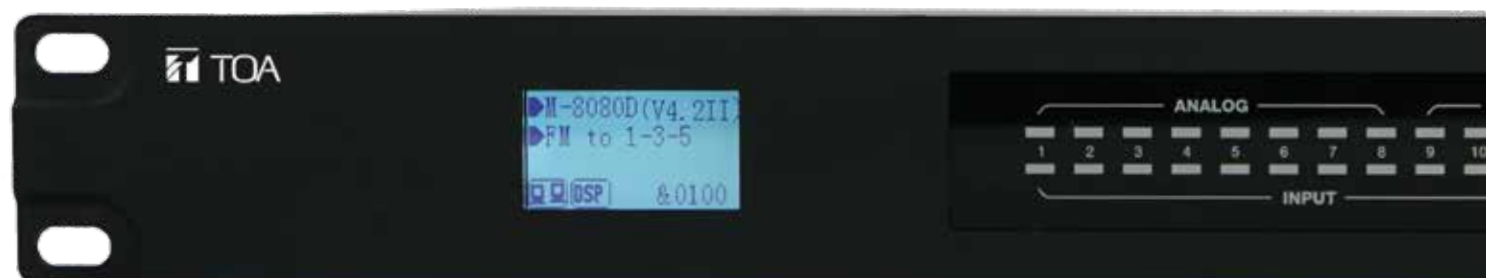 TOA
M-8080D(V4.2II)
FM to 1-3-5
DSP &0100
ANALOG
1 2 3 4 5 6 7 8 9 10
INPUT